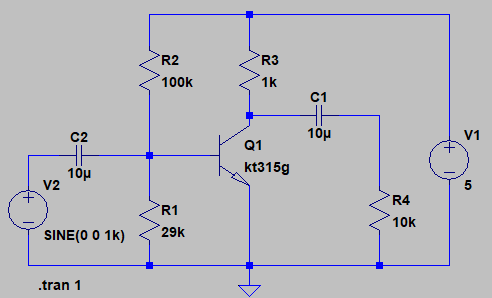 R2
100k
R3
1k
C1
10µ
V1
5
Q1
kt315g
C2
10µ
V2
SINE(0 0 1k)
R1
29k
R4
10k
.tran 1